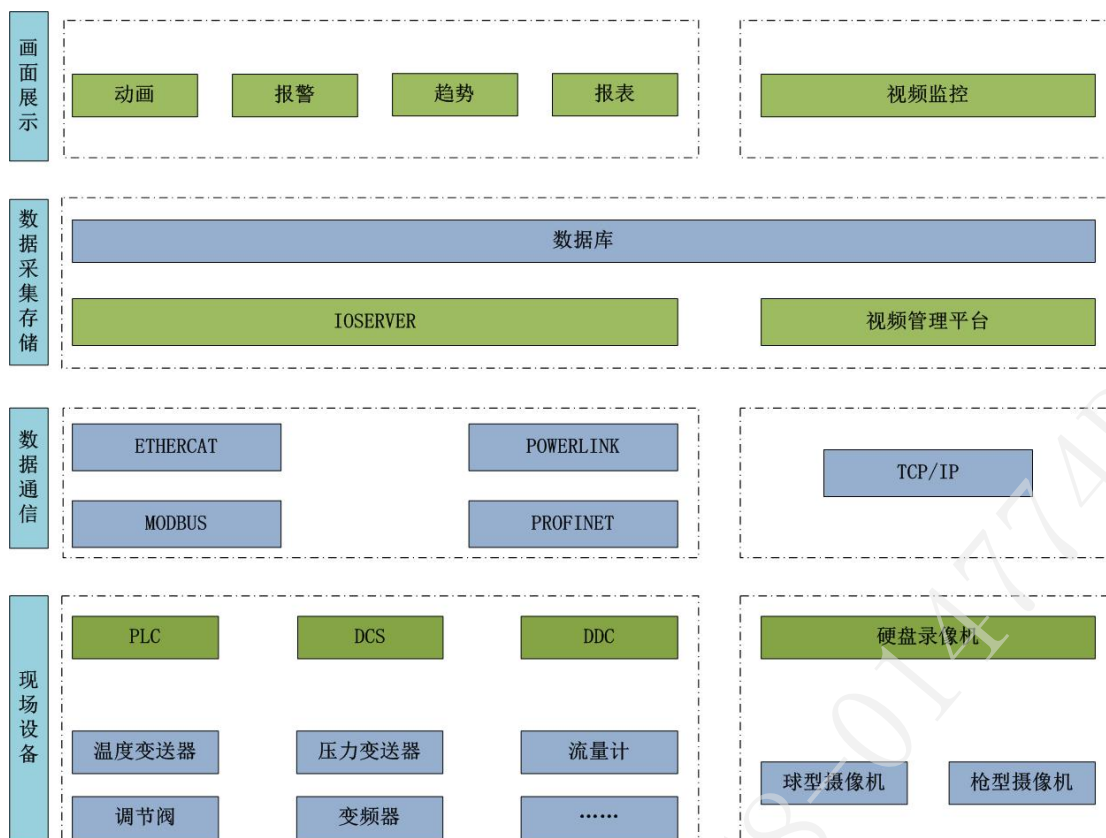 画面展示
动画 报警 趋势 报表 视频监控
数据采集存储
数据库
IOSERVER 视频管理平台
数据通信
ETHERCAT POWERLINK
TCP/IP
MODBUS PROFINET
现场设备
PLC DCS DDC 硬盘录像机
温度变送器 压力变送器 流量计
球型摄像机 枪型摄像机
调节阀 变频器 ……